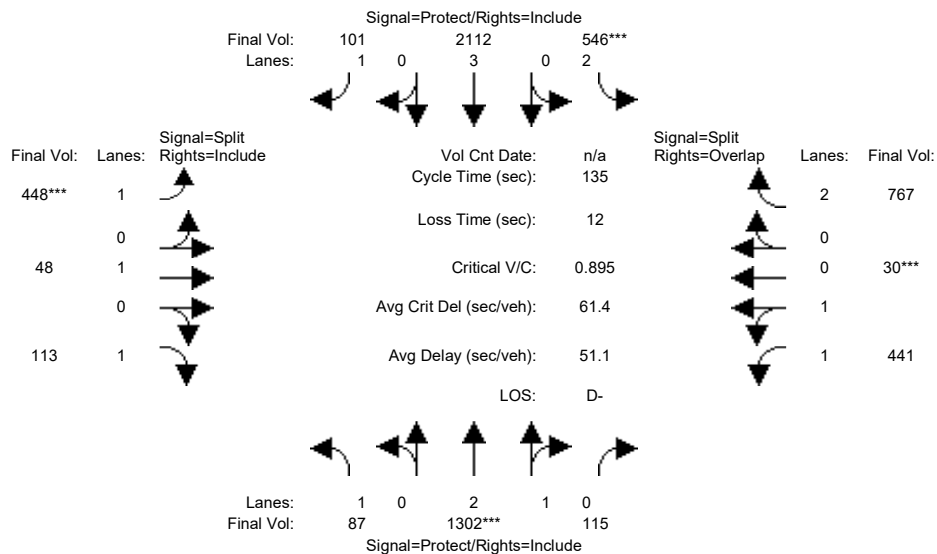 Signal=Protect/Rights=Include
Final Vol: 101 2112 546***
Lanes: 1 0 3 0 2
Signal=Split
Final Vol: Lanes: Rights=Include
Vol Cnt Date: n/a
Signal=Split
Rights=Overlap Lanes: Final Vol:
Cycle Time (sec): 135
448*** 1
2 767
Loss Time (sec): 12
0
0
48 1
Critical V/C: 0.895
0 30***
0
Avg Crit Del (sec/veh): 61.4
1
113 1
Avg Delay (sec/veh): 51.1
1 441
LOS: D-
Lanes: 1 0 2 1 0
Final Vol: 87 1302*** 115
Signal=Protect/Rights=Include